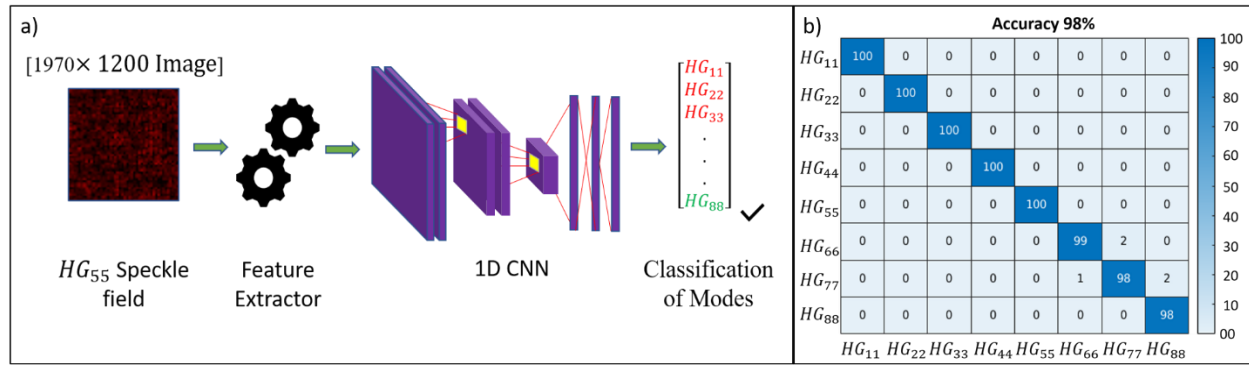 a)
[1970× 1200 Image]
HG₅₅ Speckle
field
Feature
Extractor
1D CNN
HG₁₁
HG₂₂
HG₃₃
.
.
.
HG₈₈
Classification
of Modes
b)
Accuracy 98%
HG₁₁ 100 0 0 0 0 0 0 0
HG₂₂ 0 100 0 0 0 0 0 0
HG₃₃ 0 0 100 0 0 0 0 0
HG₄₄ 0 0 0 100 0 0 0 0
HG₅₅ 0 0 0 0 100 0 0 0
HG₆₆ 0 0 0 0 0 99 2 0
HG₇₇ 0 0 0 0 0 1 98 2
HG₈₈ 0 0 0 0 0 0 0 98
HG₁₁ HG₂₂ HG₃₃ HG₄₄ HG₅₅ HG₆₆ HG₇₇ HG₈₈
100
90
80
70
60
50
40
30
20
10
00